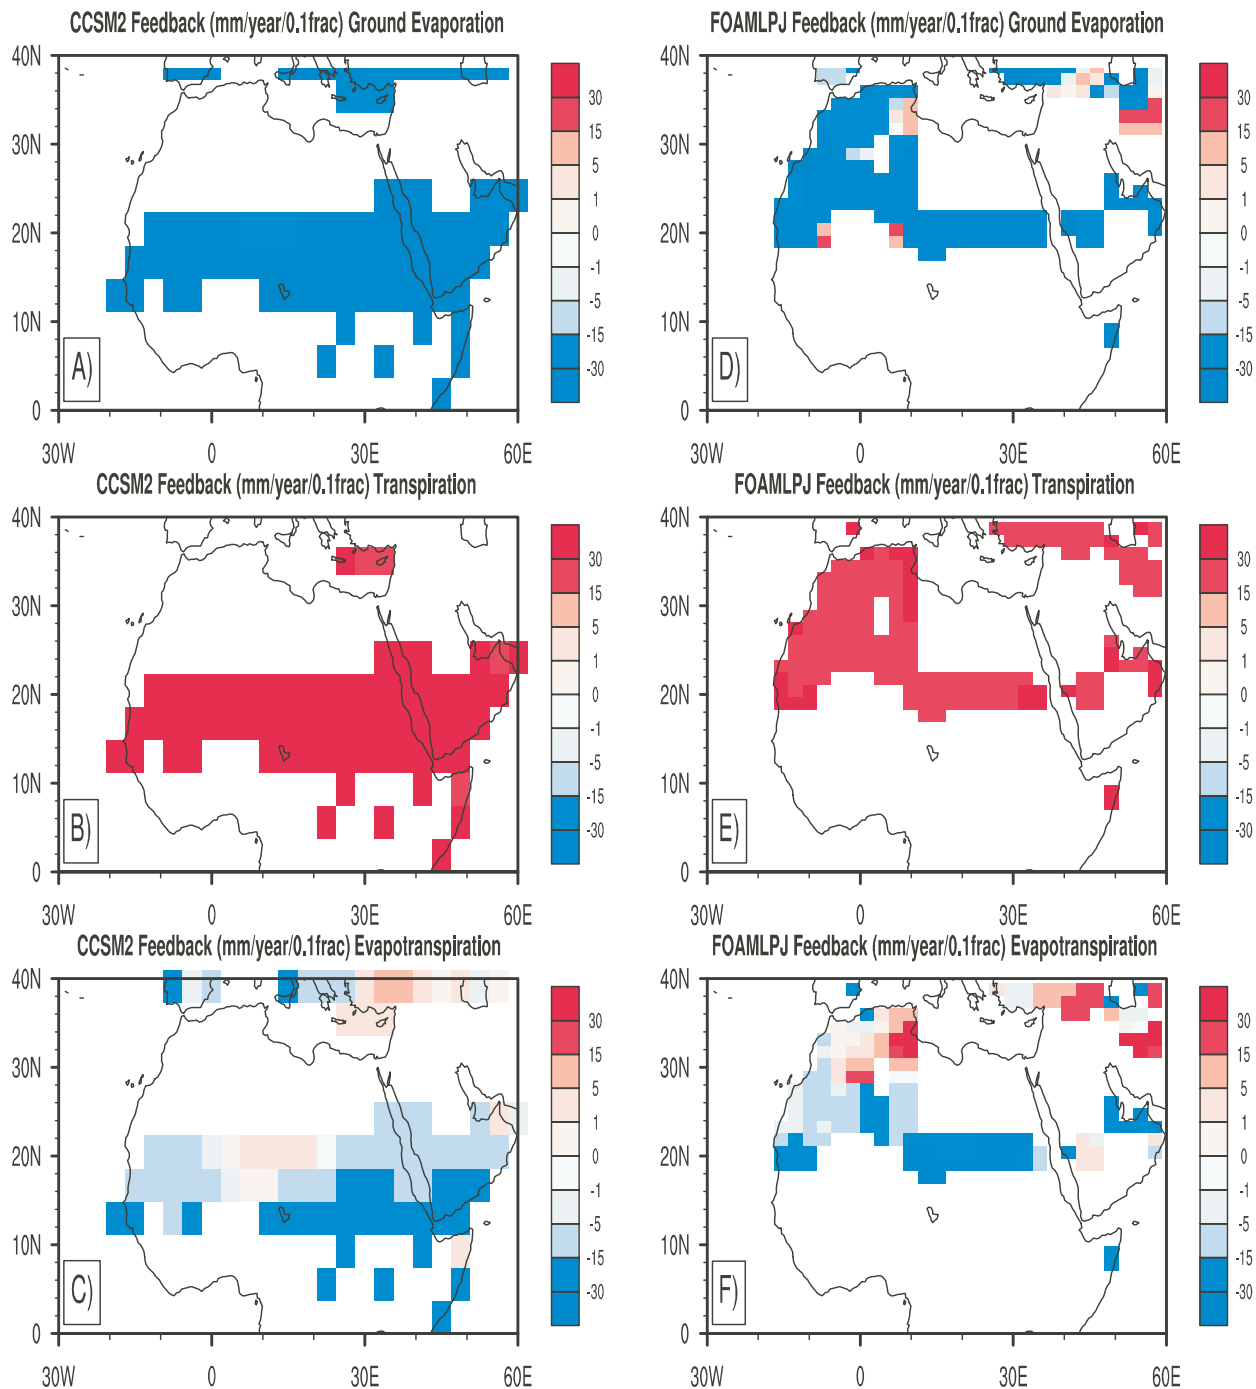 CCSM2 Feedback (mm/year/0.1frac) Ground Evaporation
40N
30N
20N
10N
0
30W 0 30E 60E
A)
30
15
5
1
0
-1
-5
-15
-30
FOAMLPJ Feedback (mm/year/0.1frac) Ground Evaporation
40N
30N
20N
10N
0
30W 0 30E 60E
D)
30
15
5
1
0
-1
-5
-15
-30
CCSM2 Feedback (mm/year/0.1frac) Transpiration
40N
30N
20N
10N
0
30W 0 30E 60E
B)
30
15
5
1
0
-1
-5
-15
-30
FOAMLPJ Feedback (mm/year/0.1frac) Transpiration
40N
30N
20N
10N
0
30W 0 30E 60E
E)
30
15
5
1
0
-1
-5
-15
-30
CCSM2 Feedback (mm/year/0.1frac) Evapotranspiration
40N
30N
20N
10N
0
30W 0 30E 60E
C)
30
15
5
1
0
-1
-5
-15
-30
FOAMLPJ Feedback (mm/year/0.1frac) Evapotranspiration
40N
30N
20N
10N
0
30W 0 30E 60E
F)
30
15
5
1
0
-1
-5
-15
-30